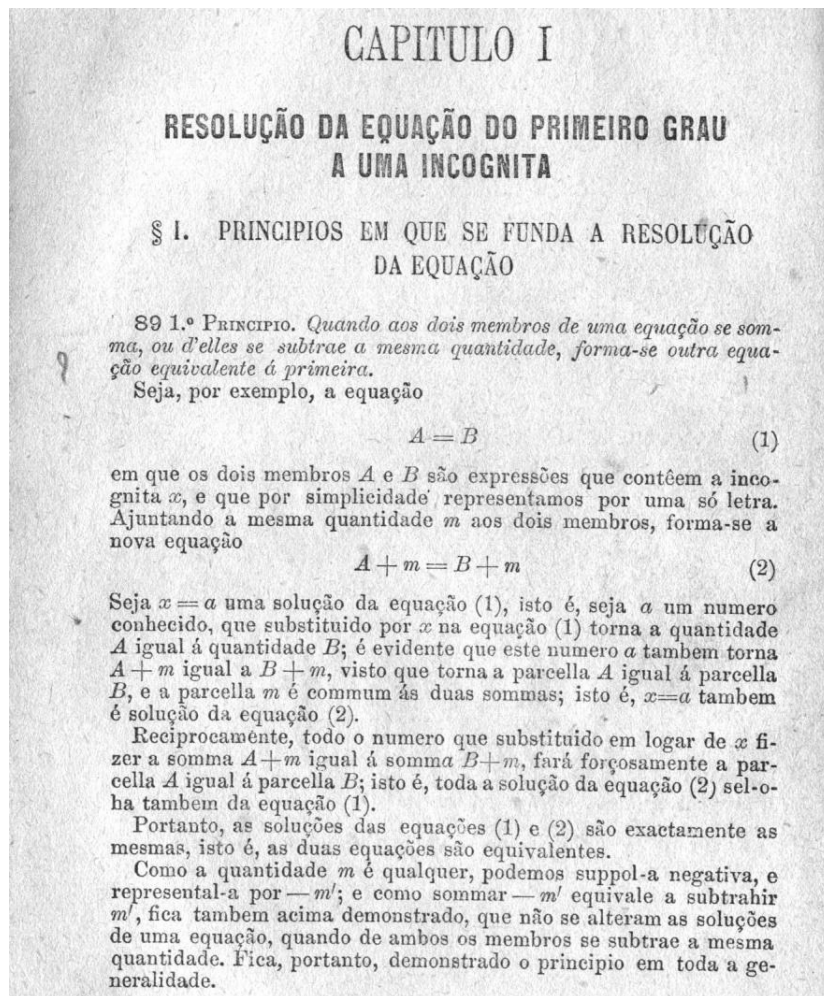 CAPITULO I
RESOLUÇÃO DA EQUAÇÃO DO PRIMEIRO GRAU
A UMA INCOGNITA
§ I. PRINCIPIOS EM QUE SE FUNDA A RESOLUÇÃO
DA EQUAÇÃO
89 1.º PRINCIPIO. Quando aos dois membros de uma equação se som-
ma, ou d'elles se subtrae a mesma quantidade, forma-se outra equa-
ção equivalente á primeira.
Seja, por exemplo, a equação
A = B (1)
em que os dois membros A e B são expressões que contêem a inco-
gnita x, e que por simplicidade representamos por uma só letra.
Ajuntando a mesma quantidade m aos dois membros, forma-se a
nova equação
A + m = B + m (2)
Seja x = a uma solução da equação (1), isto é, seja a um numero
conhecido, que substituido por x na equação (1) torna a quantidade
A igual á quantidade B; é evidente que este numero a tambem torna
A + m igual a B + m, visto que torna a parcella A igual á parcella
B, e a parcella m é commum ás duas sommas; isto é, x=a tambem
é solução da equação (2).
Reciprocamente, todo o numero que substituido em logar de x fi-
zer a somma A+m igual á somma B+m, fará forçosamente a par-
cella A igual á parcella B; isto é, toda a solução da equação (2) sel-o-
ha tambem da equação (1).
Portanto, as soluções das equações (1) e (2) são exactamente as
mesmas, isto é, as duas equações são equivalentes.
Como a quantidade m é qualquer, podemos suppol-a negativa, e
represental-a por — m'; e como sommar — m' equivale a subtrahir
m', fica tambem acima demonstrado, que não se alteram as soluções
de uma equação, quando de ambos os membros se subtrae a mesma
quantidade. Fica, portanto, demonstrado o principio em toda a ge-
neralidade.